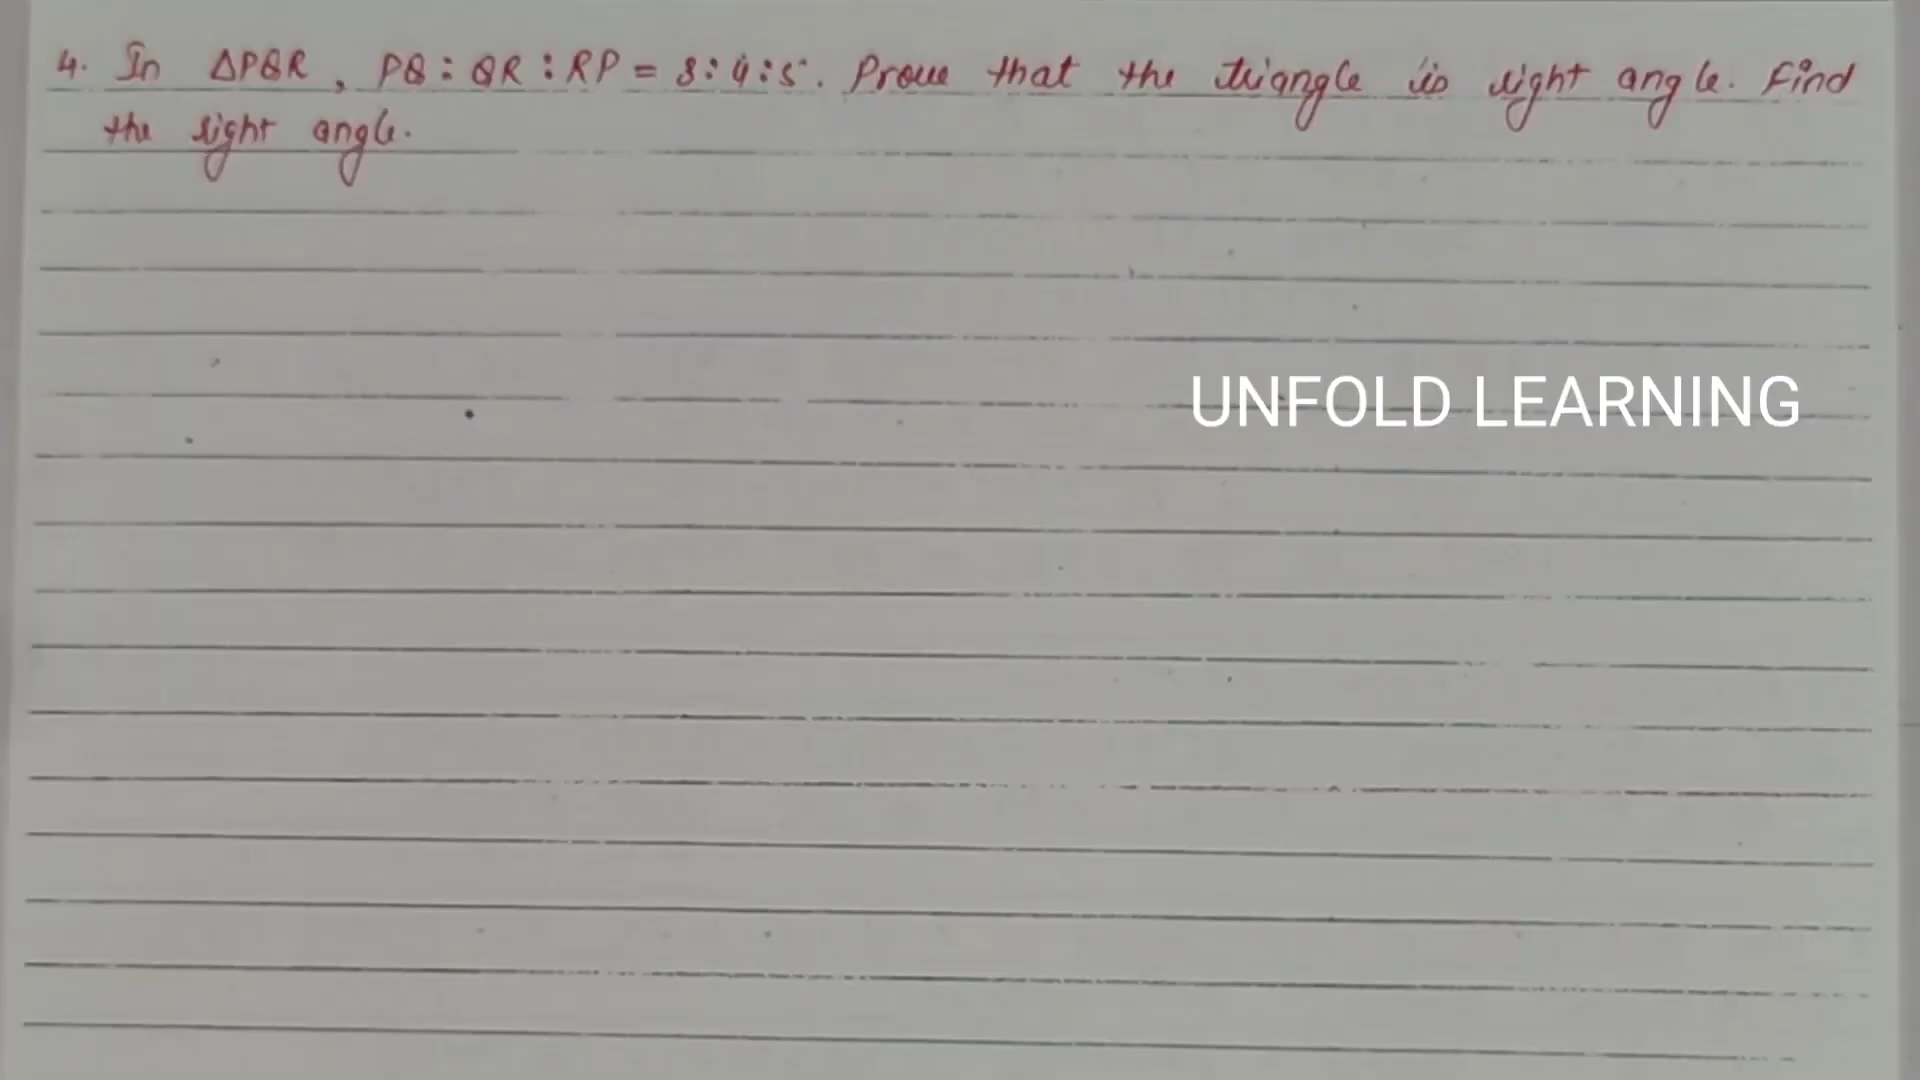 4. In ΔPQR, PQ : QR : RP = 3:4:5. Prove that the triangle is right angle. Find
the right angle.
UNFOLD LEARNING